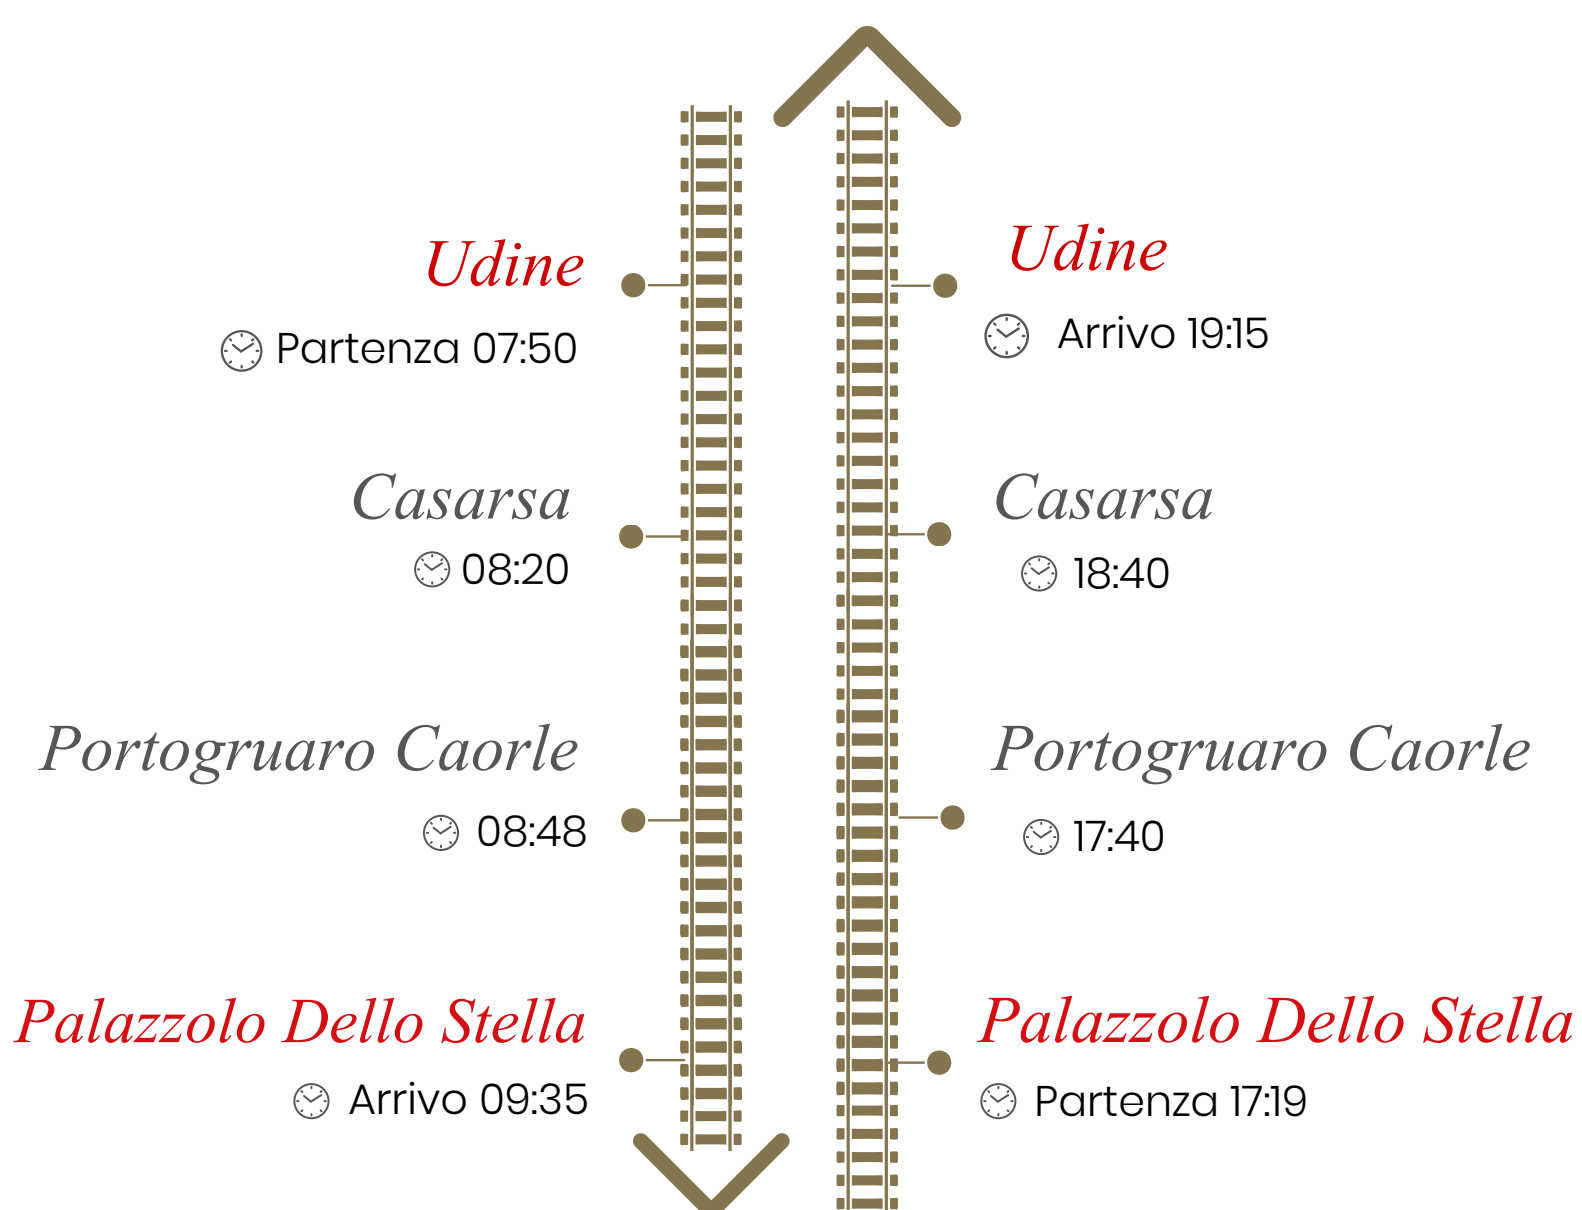 Udine
Partenza 07:50
Casarsa
08:20
Portogruaro Caorle
08:48
Palazzolo Dello Stella
Arrivo 09:35
Udine
Arrivo 19:15
Casarsa
18:40
Portogruaro Caorle
17:40
Palazzolo Dello Stella
Partenza 17:19